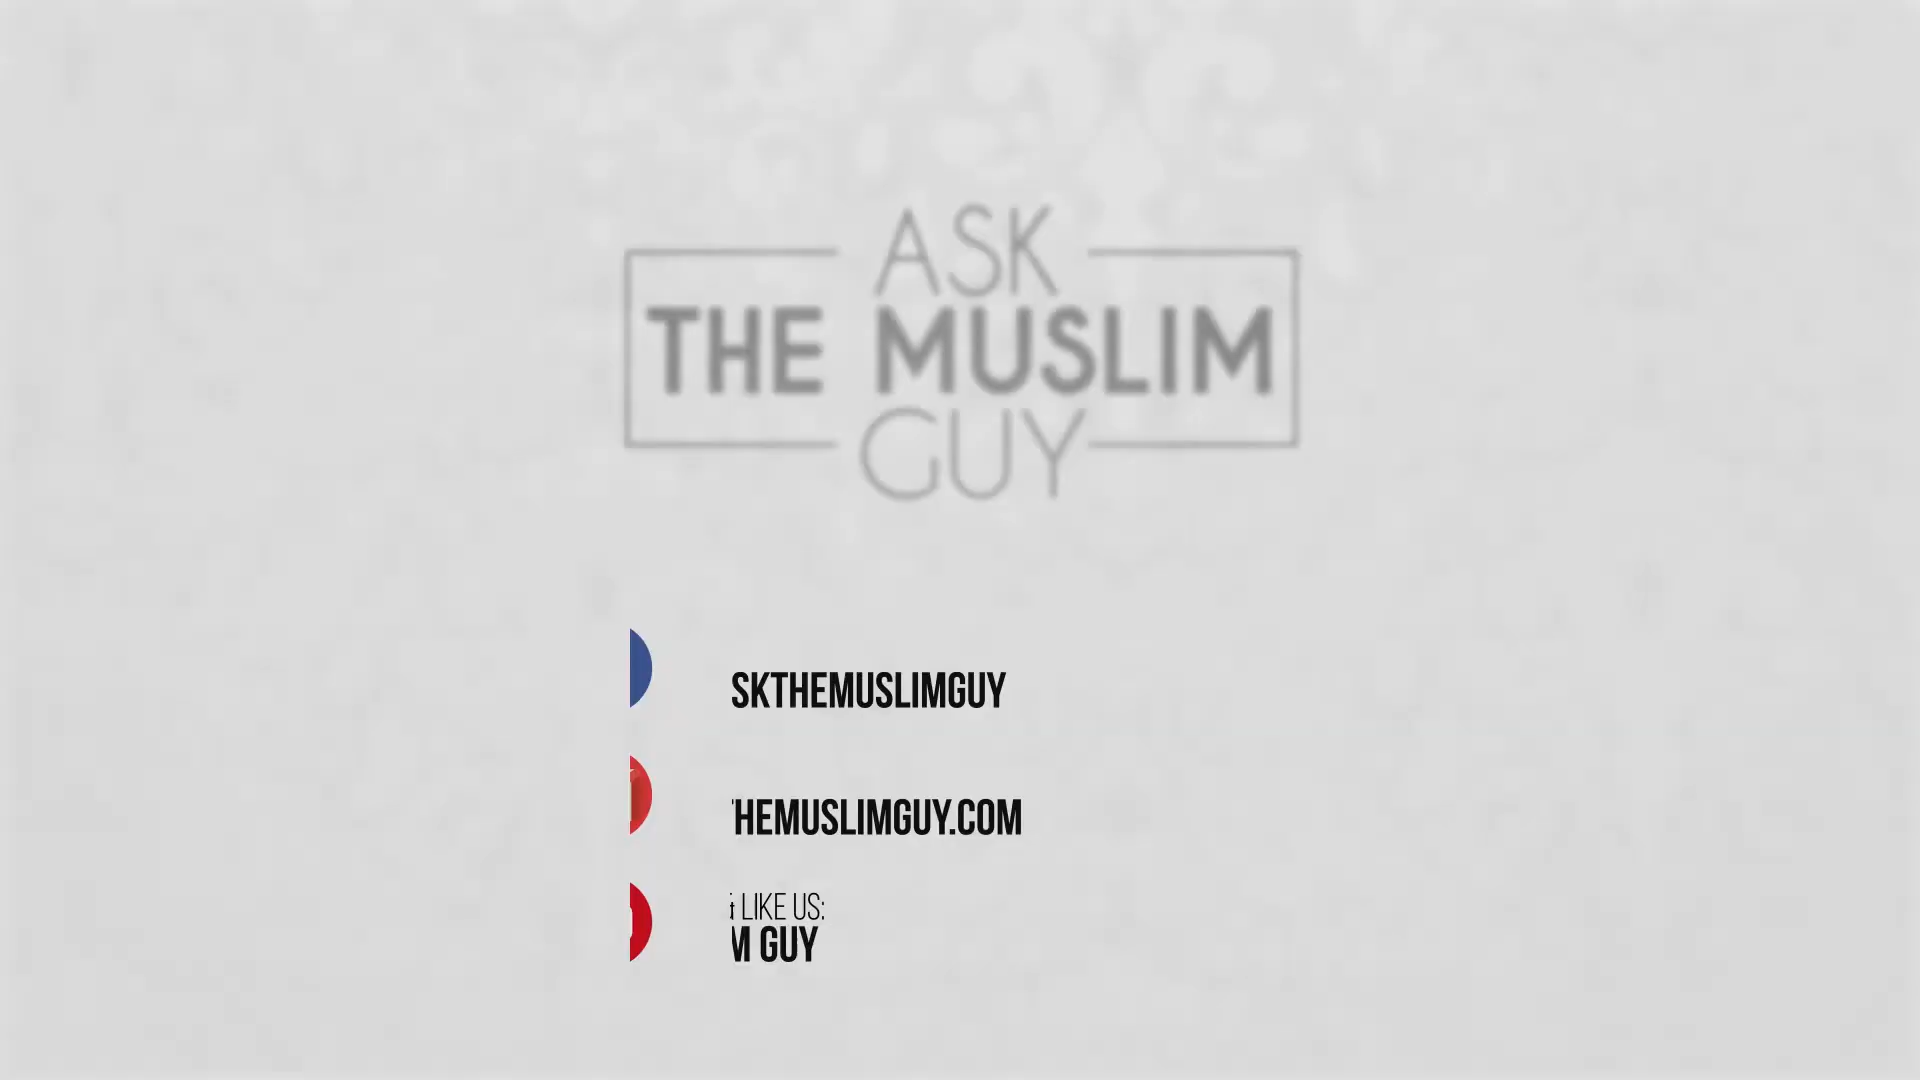 ASK
THE MUSLIM
GUY
SKTHEMUSLIMGUY
THEMUSLIMGUY.COM
LIKE US:
M GUY